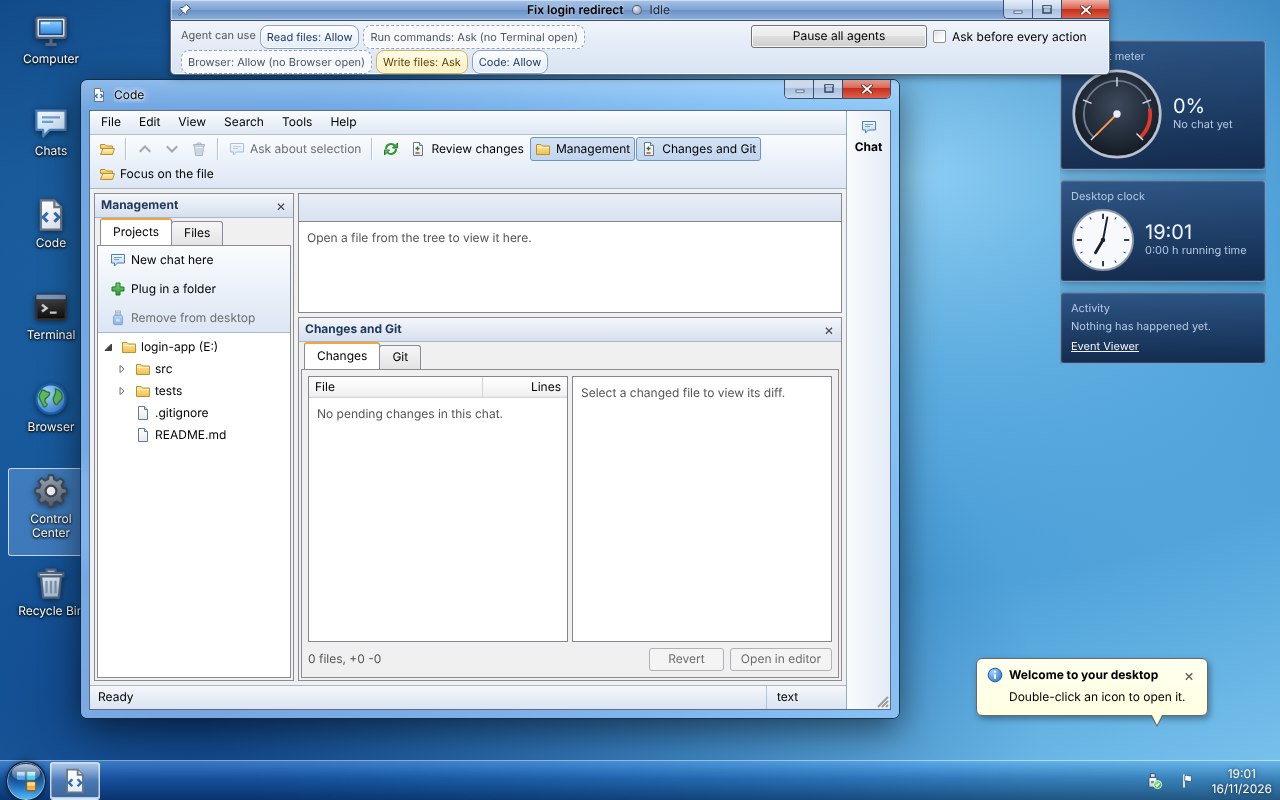 Computer
Chats
Code
Terminal
Browser
Control
Center
Recycle Bin
Fix login redirect
Idle
Agent can use
Read files: Allow
Run commands: Ask (no Terminal open)
Browser: Allow (no Browser open)
Write files: Ask
Code: Allow
Pause all agents
Ask before every action
Code
File Edit View Search Tools Help
Ask about selection
Review changes
Management
Changes and Git
Focus on the file
Chat
Management
Projects
Files
New chat here
Plug in a folder
Remove from desktop
login-app (E:)
src
tests
.gitignore
README.md
Open a file from the tree to view it here.
Changes and Git
Changes
Git
File
Lines
No pending changes in this chat.
Select a changed file to view its diff.
0 files, +0 -0
Revert
Open in editor
Ready
text
meter
0%
No chat yet
Desktop clock
19:01
0:00 h running time
Activity
Nothing has happened yet.
Event Viewer
Welcome to your desktop
Double-click an icon to open it.
19:01
16/11/2026